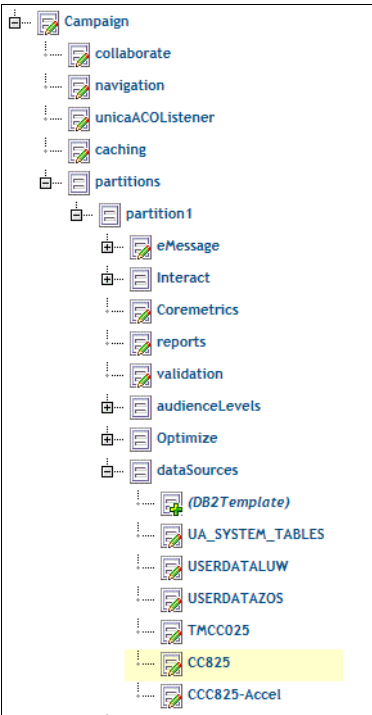 Campaign
collaborate
navigation
unicaACOListener
caching
partitions
partition1
eMessage
Interact
Coremetrics
reports
validation
audienceLevels
Optimize
dataSources
(DB2Template)
UA_SYSTEM_TABLES
USERDATALUW
USERDATAZOS
TMCC025
CC825
CCC825-Accel